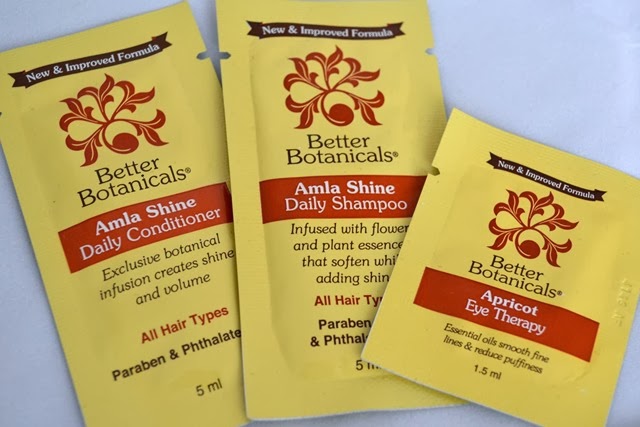 New & Improved Formula
Better
Botanicals®
Amla Shine
Daily Conditioner
Exclusive botanical
infusion creates shine
and volume
All Hair Types
Paraben & Phthalate
5 ml
New & Improved Formula
Better
Botanicals®
Amla Shine
Daily Shampoo
Infused with flower
and plant essence
that soften whil
adding shin
All Hair Typ
Paraben
& Phthal
5 m
New & Improved Formula
Better
Botanicals®
Apricot
Eye Therapy
Essential oils smooth fine
lines & reduce puffiness
1.5 ml